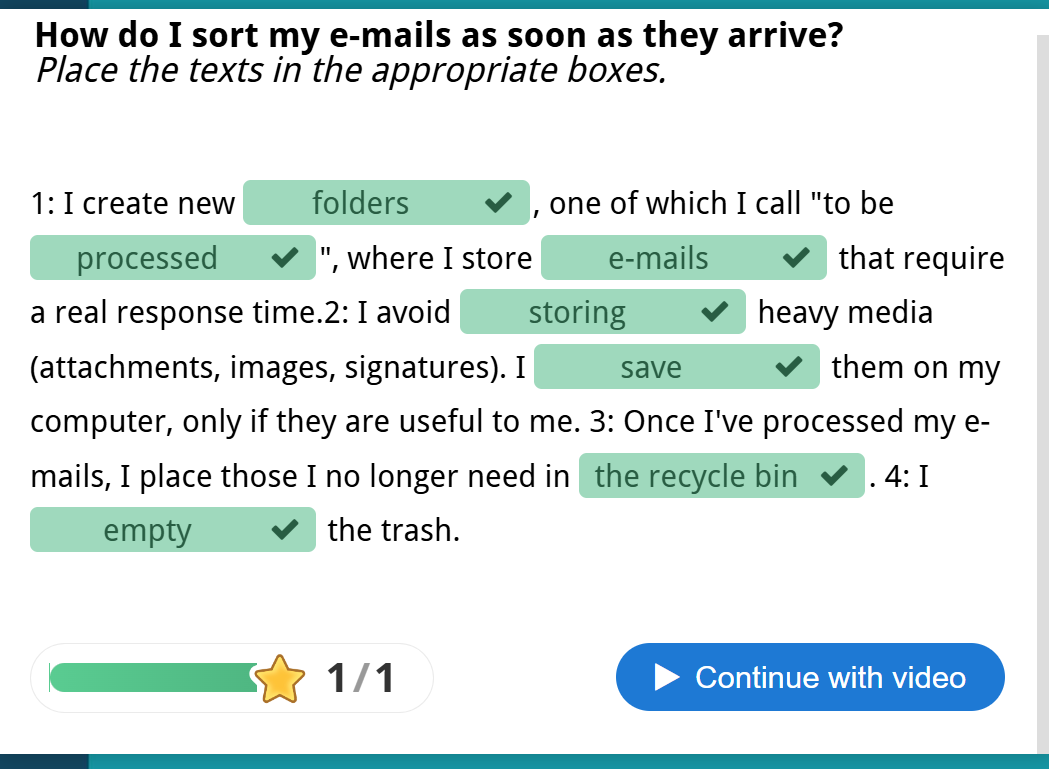 How do I sort my e-mails as soon as they arrive?
Place the texts in the appropriate boxes.
1: I create new folders , one of which I call "to be
processed ", where I store e-mails that require
a real response time.2: I avoid storing heavy media
(attachments, images, signatures). I save them on my
computer, only if they are useful to me. 3: Once I've processed my e-
mails, I place those I no longer need in the recycle bin . 4: I
empty the trash.
1/1 Continue with video